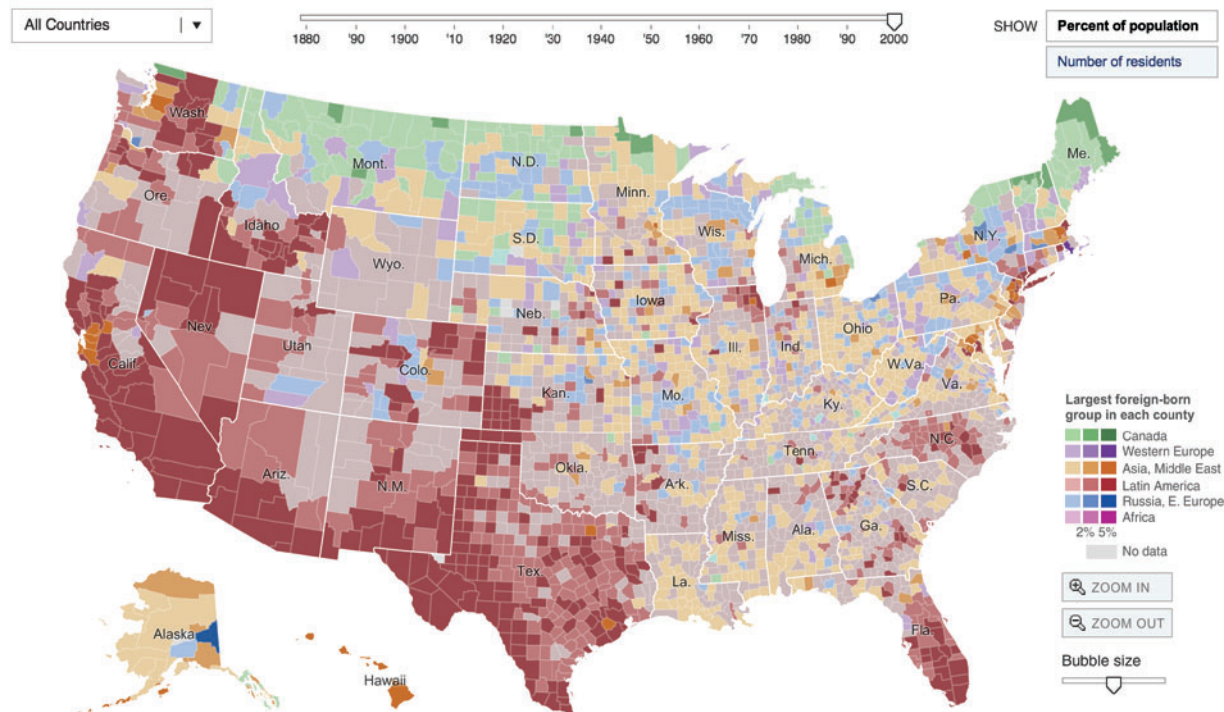 All Countries ▼
1880 '90 1900 '10 1920 '30 1940 '50 1960 '70 1980 '90 2000
SHOW
Percent of population
Number of residents
Wash.
Mont.
N.D.
Minn.
Me.
Ore
Idaho
S.D.
Wis.
Mich.
N.Y.
Wyo.
Iowa
Neb.
Pa.
Nev
Utah
Ill.
Ind.
Ohio
Calif
Colo.
Kan.
Mo.
W.Va.
Va.
Ky.
Ariz.
N.M.
Okla.
Ark.
Tenn
N.C.
S.C.
Tex.
Miss.
Ala.
Ga.
La.
Fla.
Alaska
Hawaii
Largest foreign-born
group in each county
Canada
Western Europe
Asia, Middle East
Latin America
Russia, E. Europe
Africa
2% 5%
No data
ZOOM IN
ZOOM OUT
Bubble size